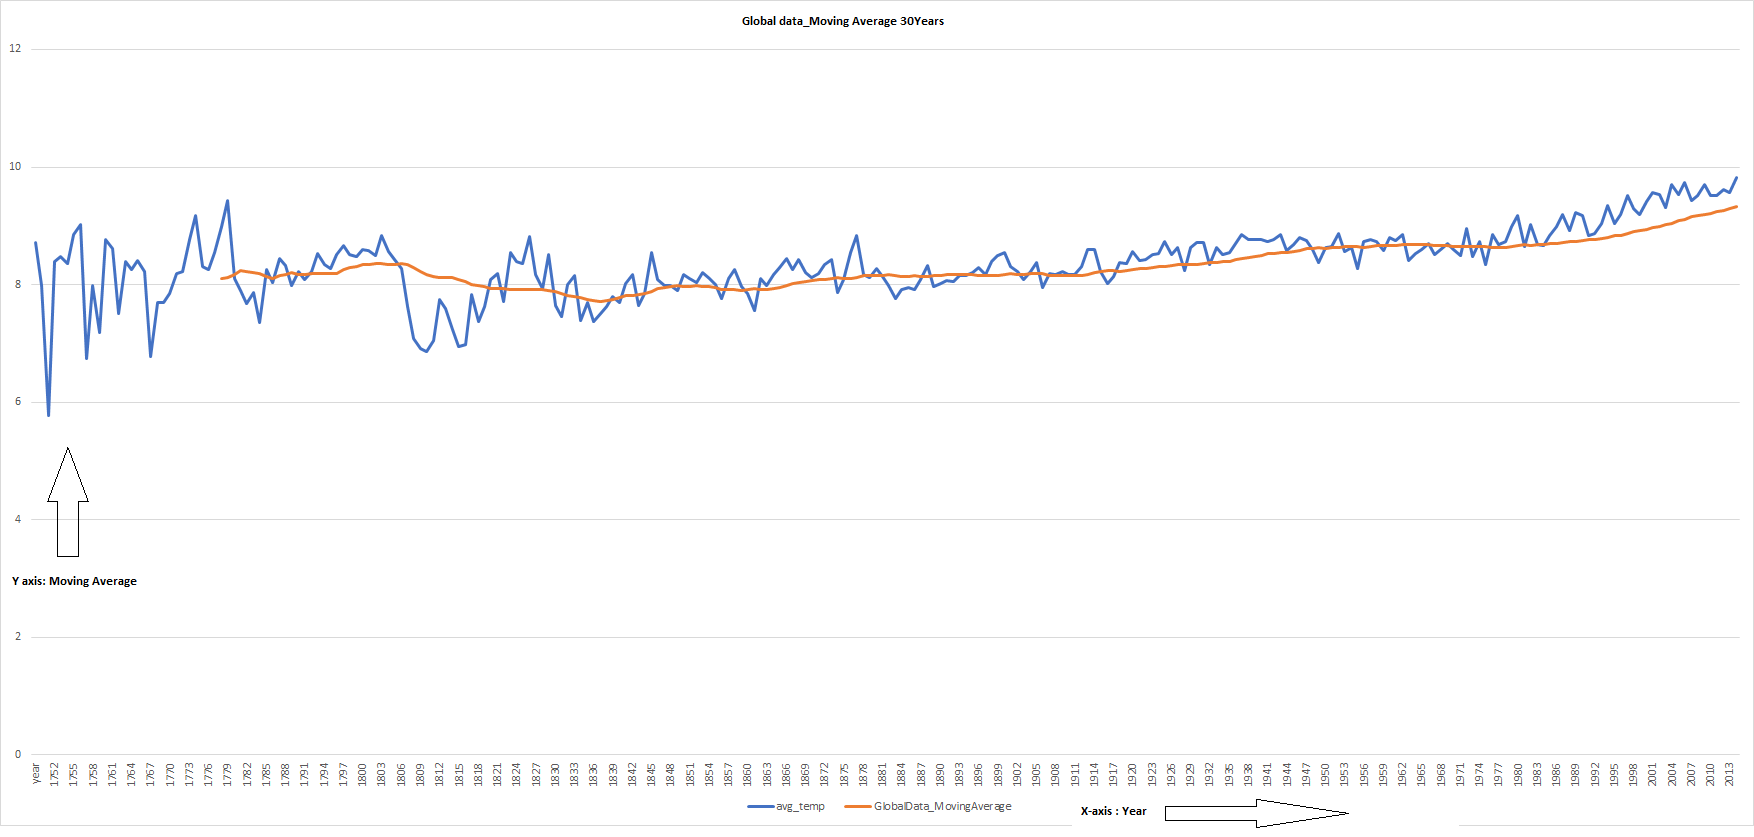 Global data_Moving Average 30Years
12
10
8
6
4
Y axis: Moving Average
2
0
year 1752 1755 1758 1761 1764 1767 1770 1773 1776 1779 1782 1785 1788 1791 1794 1797 1800 1803 1806 1809 1812 1815 1818 1821 1824 1827 1830 1833 1836 1839 1842 1845 1848 1851 1854 1857 1860 1863 1866 1869 1872 1875 1878 1881 1884 1887 1890 1893 1896 1899 1902 1905 1908 1911 1914 1917 1920 1923 1926 1929 1932 1935 1938 1941 1944 1947 1950 1953 1956 1959 1962 1965 1968 1971 1974 1977 1980 1983 1986 1989 1992 1995 1998 2001 2004 2007 2010 2013
avg_temp GlobalData_MovingAverage
X-axis : Year